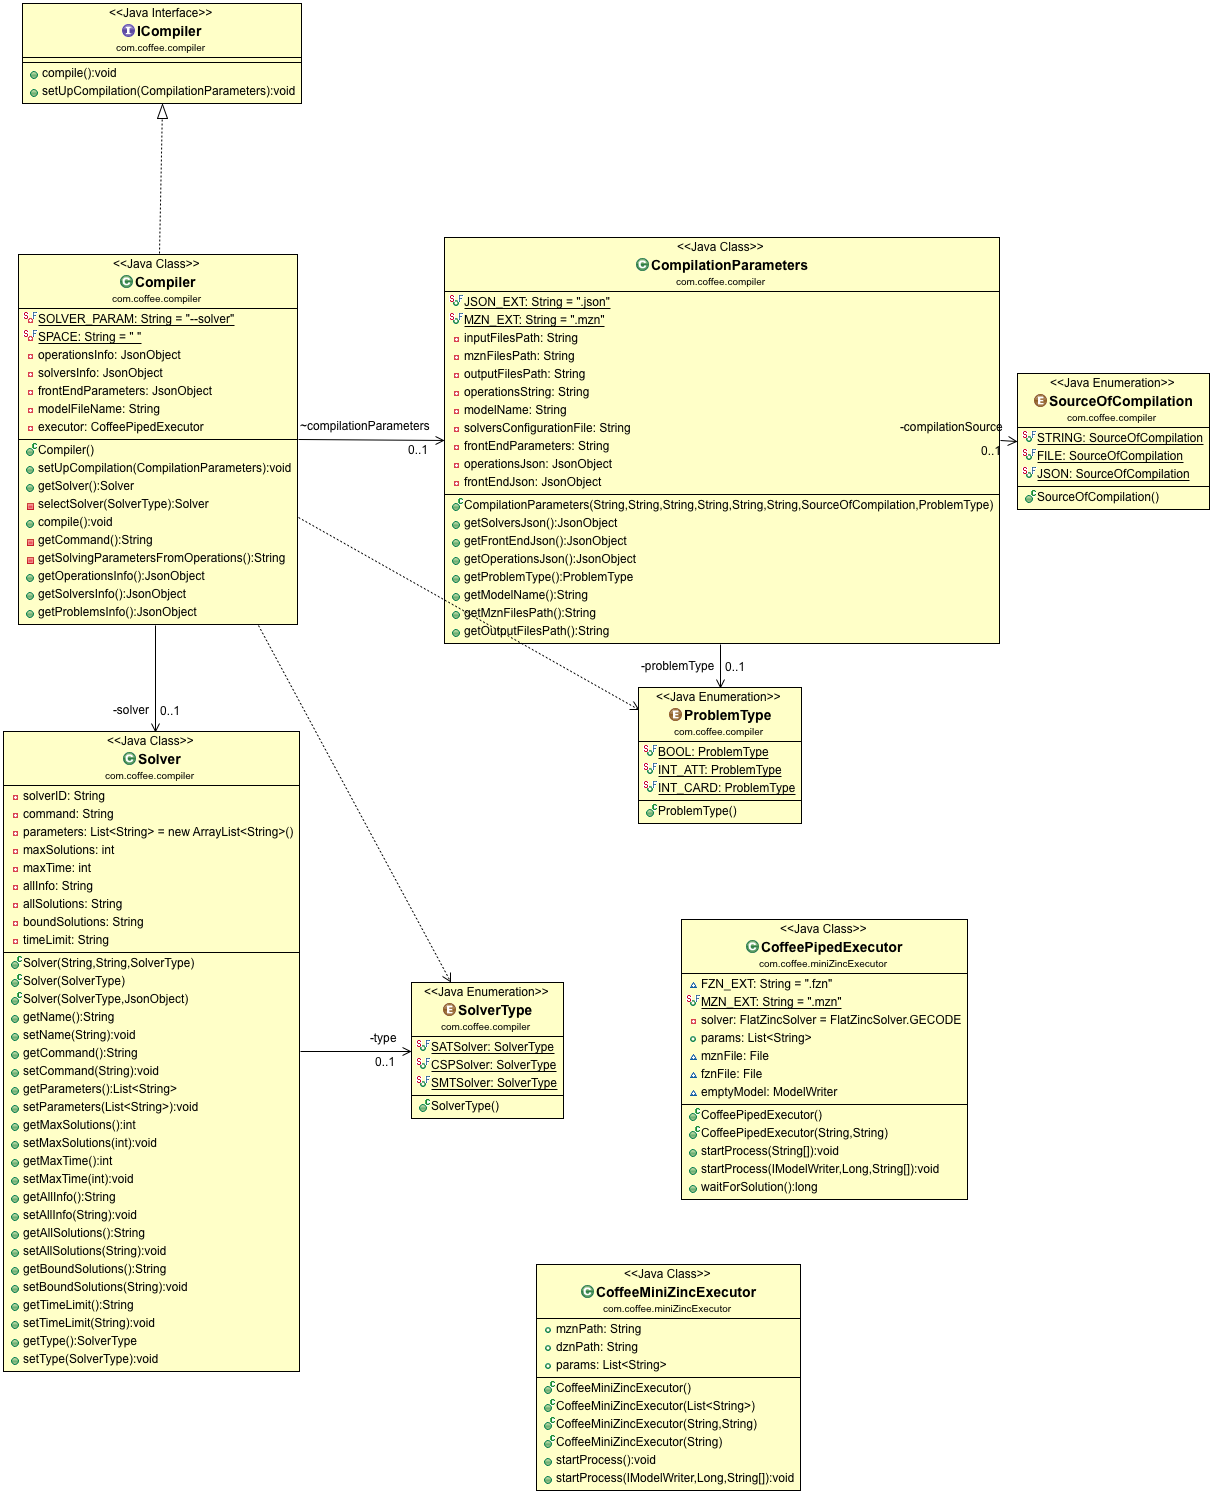 <<Java Interface>>
ICompiler
com.coffee.compiler
compile():void
setUpCompilation(CompilationParameters):void
<<Java Class>>
Compiler
com.coffee.compiler
SOLVER_PARAM: String = "--solver"
SPACE: String = " "
operationsInfo: JsonObject
solversInfo: JsonObject
frontEndParameters: JsonObject
modelFileName: String
executor: CoffeePipedExecutor
Compiler()
setUpCompilation(CompilationParameters):void
getSolver():Solver
selectSolver(SolverType):Solver
compile():void
getCommand():String
getSolvingParametersFromOperations():String
getOperationsInfo():JsonObject
getSolversInfo():JsonObject
getProblemsInfo():JsonObject
~compilationParameters
0..1
<<Java Class>>
CompilationParameters
com.coffee.compiler
JSON_EXT: String = ".json"
MZN_EXT: String = ".mzn"
inputFilesPath: String
mznFilesPath: String
outputFilesPath: String
operationsString: String
modelName: String
solversConfigurationFile: String
frontEndParameters: String
operationsJson: JsonObject
frontEndJson: JsonObject
CompilationParameters(String,String,String,String,String,String,SourceOfCompilation,ProblemType)
getSolversJson():JsonObject
getFrontEndJson():JsonObject
getOperationsJson():JsonObject
getProblemType():ProblemType
getModelName():String
getMznFilesPath():String
getOutputFilesPath():String
-compilationSource
0..1
<<Java Enumeration>>
SourceOfCompilation
com.coffee.compiler
STRING: SourceOfCompilation
FILE: SourceOfCompilation
JSON: SourceOfCompilation
SourceOfCompilation()
-problemType
0..1
<<Java Enumeration>>
ProblemType
com.coffee.compiler
BOOL: ProblemType
INT_ATT: ProblemType
INT_CARD: ProblemType
ProblemType()
-solver
0..1
<<Java Class>>
Solver
com.coffee.compiler
solverID: String
command: String
parameters: List<String> = new ArrayList<String>()
maxSolutions: int
maxTime: int
allInfo: String
allSolutions: String
boundSolutions: String
timeLimit: String
Solver(String,String,SolverType)
Solver(SolverType)
Solver(SolverType,JsonObject)
getName():String
setName(String):void
getCommand():String
setCommand(String):void
getParameters():List<String>
setParameters(List<String>):void
getMaxSolutions():int
setMaxSolutions(int):void
getMaxTime():int
setMaxTime(int):void
getAllInfo():String
setAllInfo(String):void
getAllSolutions():String
setAllSolutions(String):void
getBoundSolutions():String
setBoundSolutions(String):void
getTimeLimit():String
setTimeLimit(String):void
getType():SolverType
setType(SolverType):void
-type
0..1
<<Java Enumeration>>
SolverType
com.coffee.compiler
SATSolver: SolverType
CSPSolver: SolverType
SMTSolver: SolverType
SolverType()
<<Java Class>>
CoffeePipedExecutor
com.coffee.miniZincExecutor
FZN_EXT: String = ".fzn"
MZN_EXT: String = ".mzn"
solver: FlatZincSolver = FlatZincSolver.GECODE
params: List<String>
mznFile: File
fznFile: File
emptyModel: ModelWriter
CoffeePipedExecutor()
CoffeePipedExecutor(String,String)
startProcess(String[]):void
startProcess(IModelWriter,Long,String[]):void
waitForSolution():long
<<Java Class>>
CoffeeMiniZincExecutor
com.coffee.miniZincExecutor
mznPath: String
dznPath: String
params: List<String>
CoffeeMiniZincExecutor()
CoffeeMiniZincExecutor(List<String>)
CoffeeMiniZincExecutor(String,String)
CoffeeMiniZincExecutor(String)
startProcess():void
startProcess(IModelWriter,Long,String[]):void